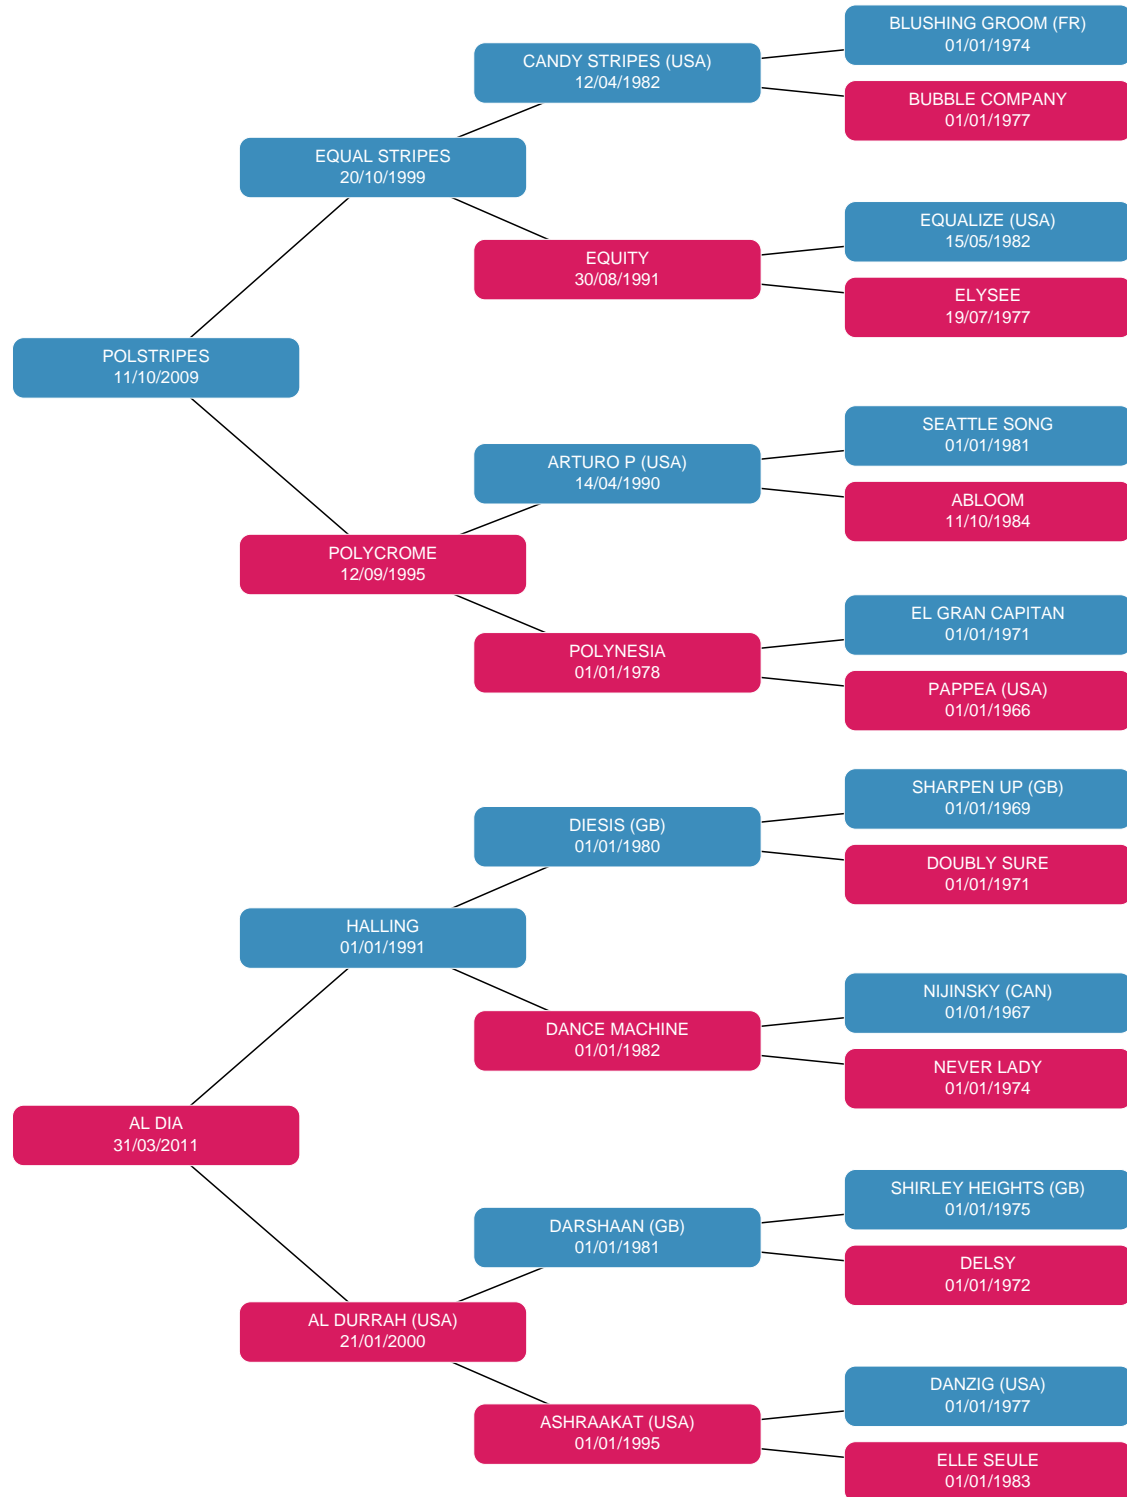 BLUSHING GROOM (FR)
01/01/1974
CANDY STRIPES (USA)
12/04/1982
BUBBLE COMPANY
01/01/1977
EQUAL STRIPES
20/10/1999
EQUALIZE (USA)
15/05/1982
EQUITY
30/08/1991
ELYSEE
19/07/1977
POLSTRIPES
11/10/2009
SEATTLE SONG
01/01/1981
ARTURO P (USA)
14/04/1990
ABLOOM
11/10/1984
POLYCROME
12/09/1995
EL GRAN CAPITAN
01/01/1971
POLYNESIA
01/01/1978
PAPPEA (USA)
01/01/1966
SHARPEN UP (GB)
01/01/1969
DIESIS (GB)
01/01/1980
DOUBLY SURE
01/01/1971
HALLING
01/01/1991
NIJINSKY (CAN)
01/01/1967
DANCE MACHINE
01/01/1982
NEVER LADY
01/01/1974
AL DIA
31/03/2011
SHIRLEY HEIGHTS (GB)
01/01/1975
DARSHAAN (GB)
01/01/1981
DELSY
01/01/1972
AL DURRAH (USA)
21/01/2000
DANZIG (USA)
01/01/1977
ASHRAAKAT (USA)
01/01/1995
ELLE SEULE
01/01/1983